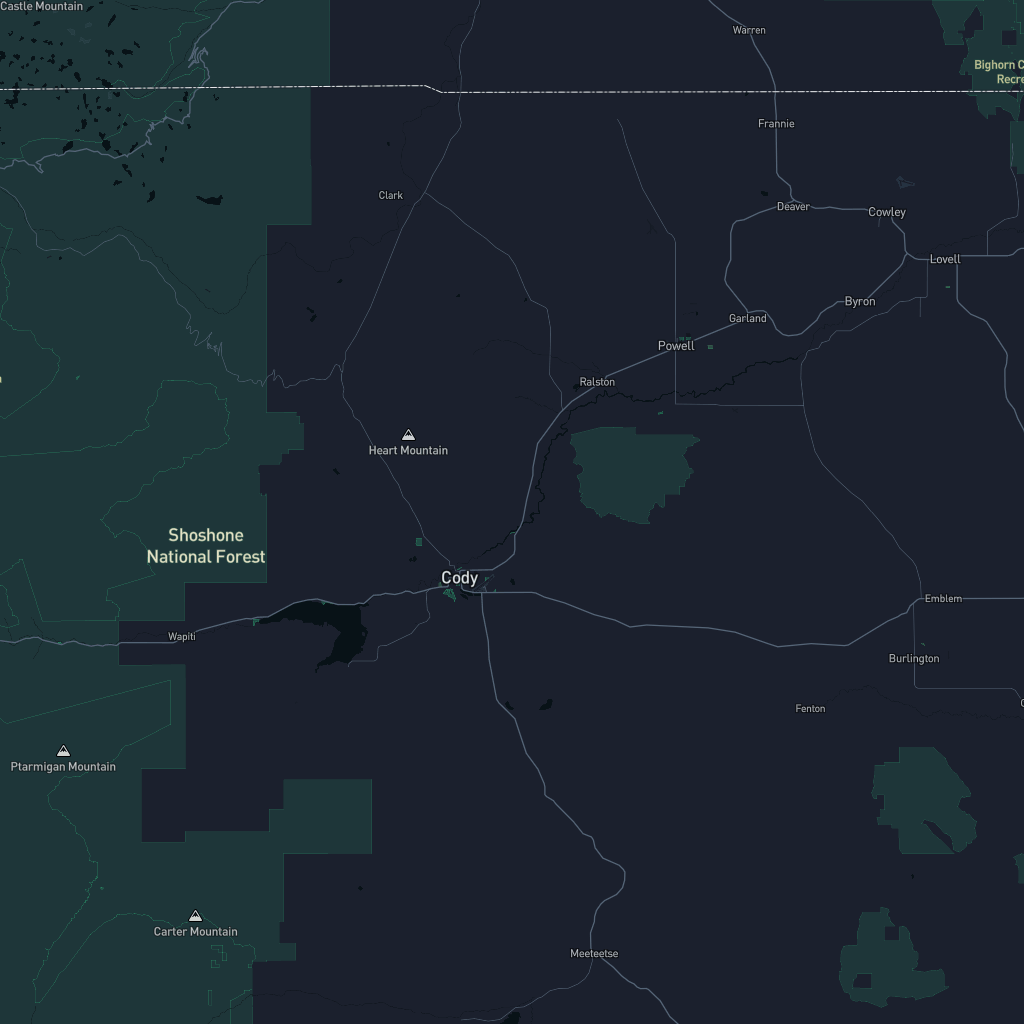 Castle Mountain
Warren
Bighorn C
Recre
Frannie
Clark
Deaver
Cowley
Lovell
Byron
Garland
Powell
Ralston
Heart Mountain
Shoshone
National Forest
Cody
Emblem
Wapiti
Burlington
Fenton
Ptarmigan Mountain
Carter Mountain
Meeteetse